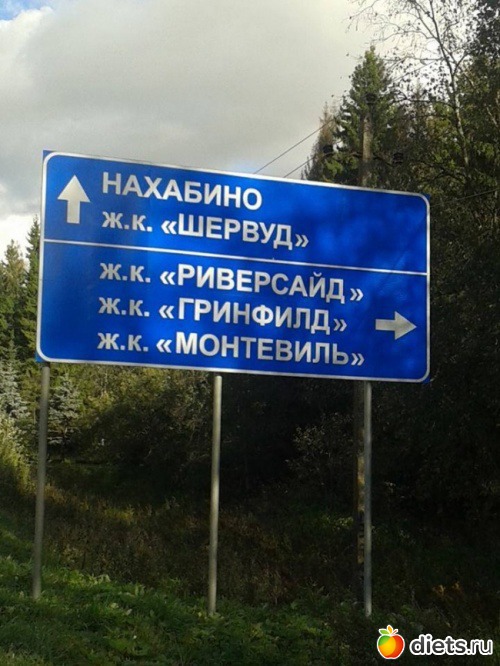 НАХАБИНО
ж.к. «ШЕРВУД»
ж.к. «РИВЕРСАЙД»
ж.к. «ГРИНФИЛД»
ж.к. «МОНТЕВИЛЬ»
diets.ru